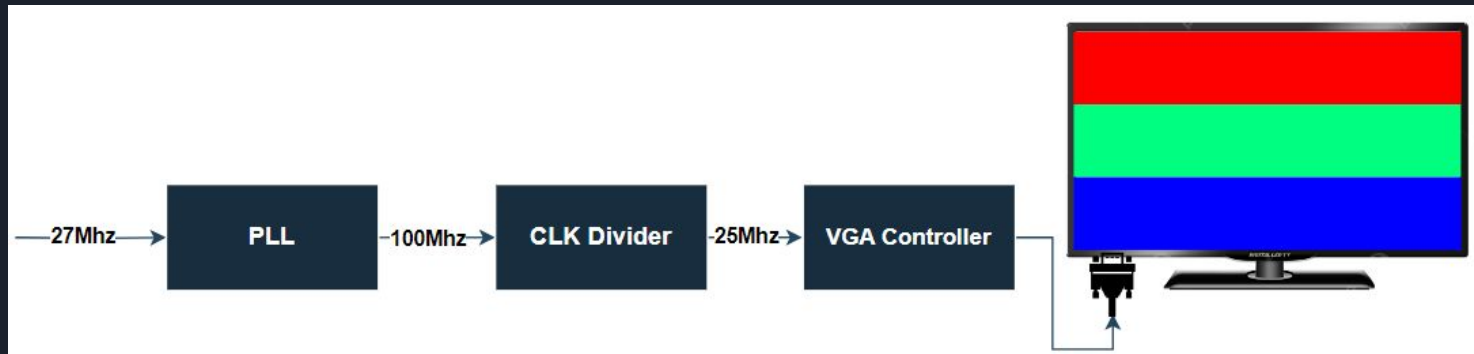 27Mhz
PLL
100Mhz
CLK Divider
25Mhz
VGA Controller